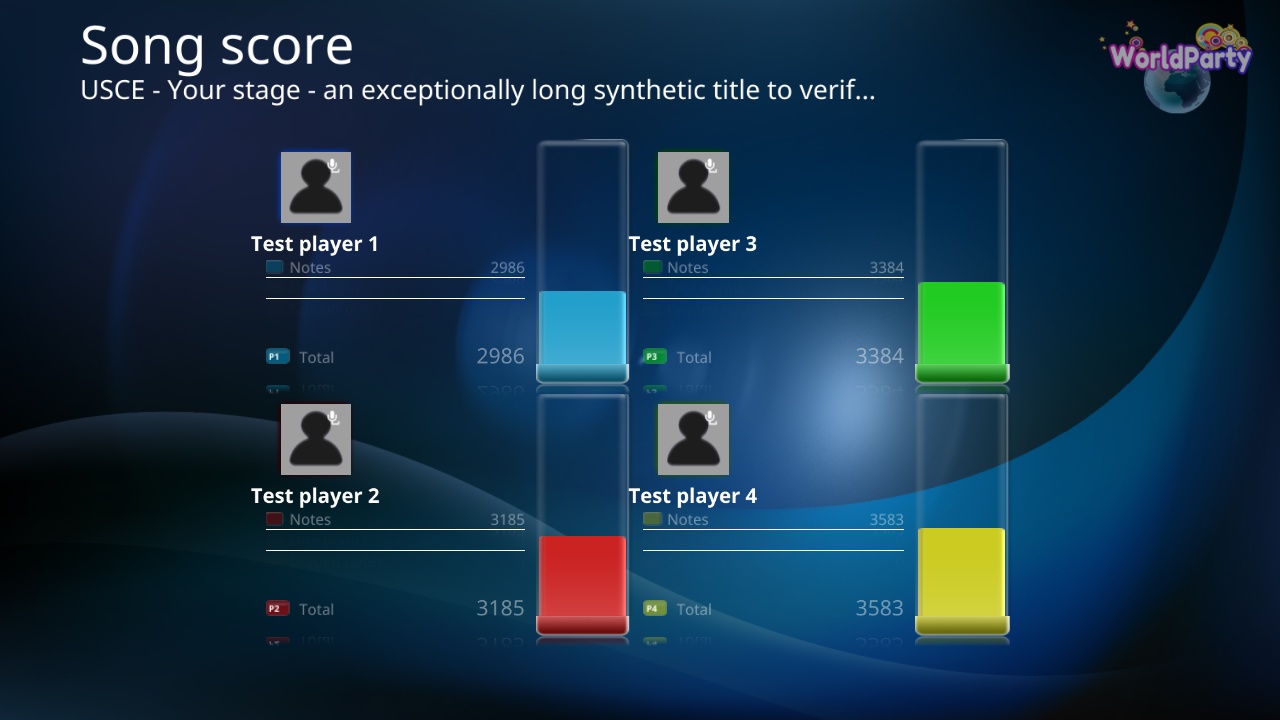 Song score
USCE - Your stage - an exceptionally long synthetic title to verif...
WorldParty
Test player 1
Notes 2986
P1 Total 2986
Test player 3
Notes 3384
P3 Total 3384
Test player 2
Notes 3185
P2 Total 3185
Test player 4
Notes 3583
P4 Total 3583